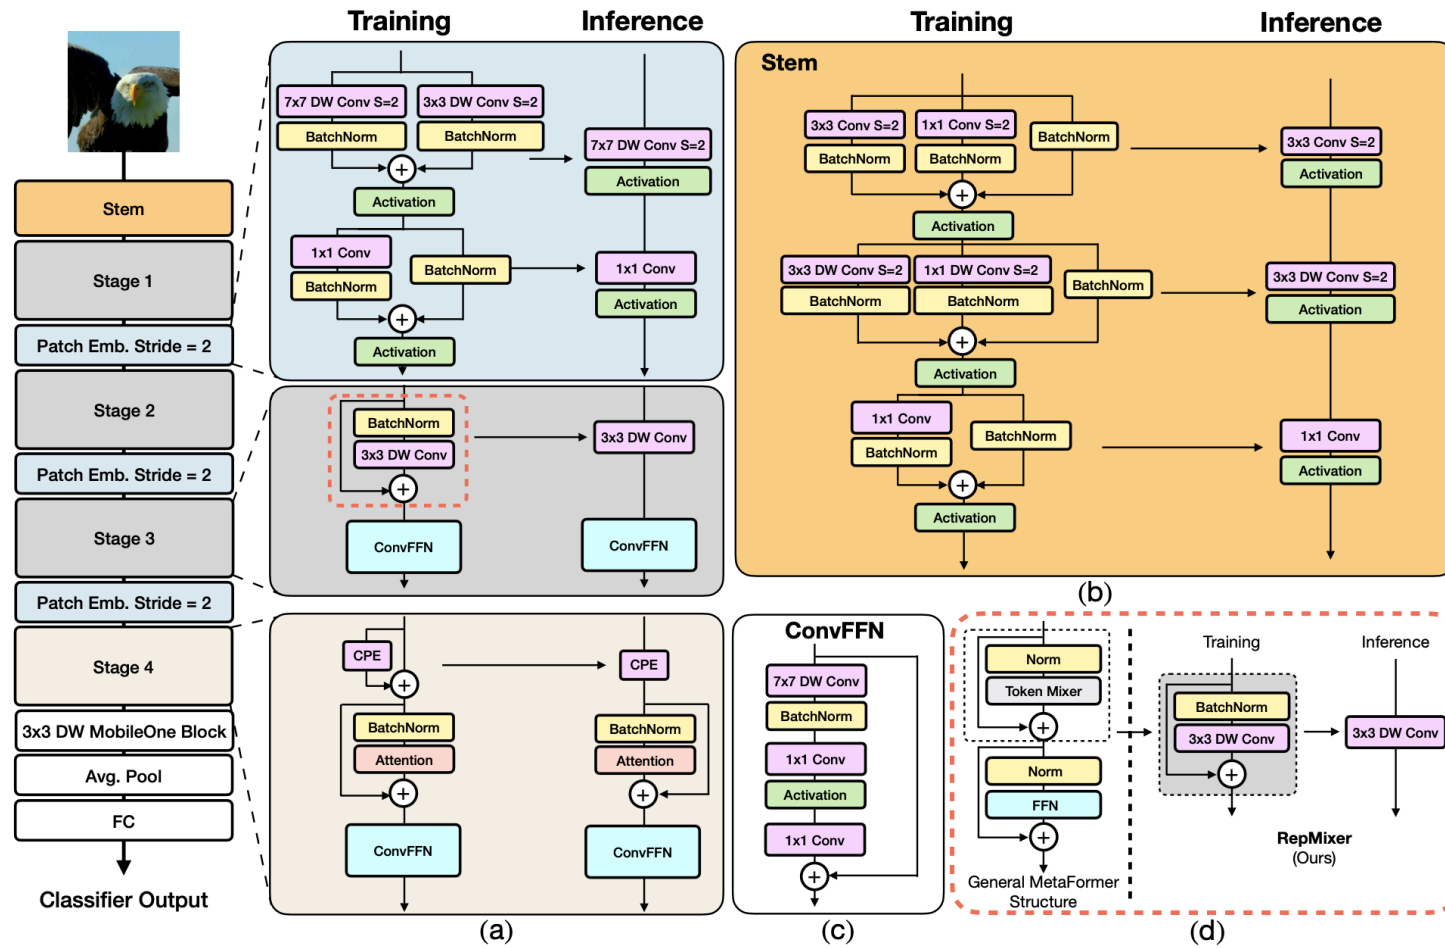 Training
Inference
Training
Inference
Stem
Stage 1
Patch Emb. Stride = 2
Stage 2
Patch Emb. Stride = 2
Stage 3
Patch Emb. Stride = 2
Stage 4
3x3 DW MobileOne Block
Avg. Pool
FC
Classifier Output
7x7 DW Conv S=2
3x3 DW Conv S=2
BatchNorm
BatchNorm
+
Activation
1x1 Conv
BatchNorm
BatchNorm
+
Activation
7x7 DW Conv S=2
Activation
1x1 Conv
Activation
BatchNorm
3x3 DW Conv
+
ConvFFN
3x3 DW Conv
ConvFFN
CPE
+
BatchNorm
Attention
+
ConvFFN
CPE
BatchNorm
Attention
+
ConvFFN
(a)
Stem
3x3 Conv S=2
1x1 Conv S=2
BatchNorm
BatchNorm
BatchNorm
+
Activation
3x3 DW Conv S=2
1x1 DW Conv S=2
BatchNorm
BatchNorm
BatchNorm
+
Activation
1x1 Conv
BatchNorm
BatchNorm
+
Activation
3x3 Conv S=2
Activation
3x3 DW Conv S=2
Activation
1x1 Conv
Activation
(b)
ConvFFN
7x7 DW Conv
BatchNorm
1x1 Conv
Activation
1x1 Conv
+
(c)
Norm
Token Mixer
+
Norm
FFN
+
General MetaFormer
Structure
Training
BatchNorm
3x3 DW Conv
+
Inference
3x3 DW Conv
RepMixer
(Ours)
(d)